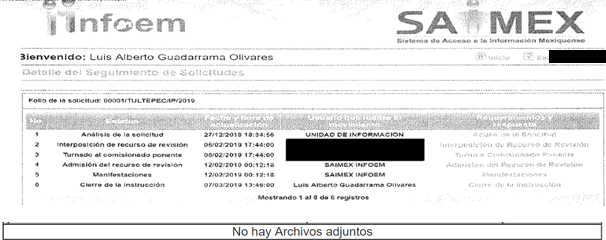 infoem
SAIMEX
Sistema de Acceso a la Información Mexiquense
Bienvenido: Luis Alberto Guadarrama Olivares
Inicio
Detalle del Seguimiento de Solicitudes
Folio de la solicitud: 00001/TULTEPEC/IP/2019
No. Estatus Fecha y hora de actualización Usuario que realiza el movimiento Requerimientos y respuesta
1 Análisis de la solicitud 27/12/2018 18:34:56 UNIDAD DE INFORMACIÓN Acuse de la Solicitud
2 Interposición de recurso de revisión 06/02/2019 17:44:00 Interposición de Recurso de Revisión
3 Turnado al comisionado ponente 06/02/2019 17:44:00 Turno a Comisionado Ponente
4 Admisión del recurso de revisión 12/02/2019 00:12:18 SAIMEX INFOEM Admisión del Recurso de Revisión
5 Manifestaciones 12/02/2019 00:12:18 SAIMEX INFOEM Manifestaciones
6 Cierre de la instrucción 07/03/2019 13:46:00 Luis Alberto Guadarrama Olivares Cierre de la Instrucción
Mostrando 1 al 6 de 6 registros
No hay Archivos adjuntos